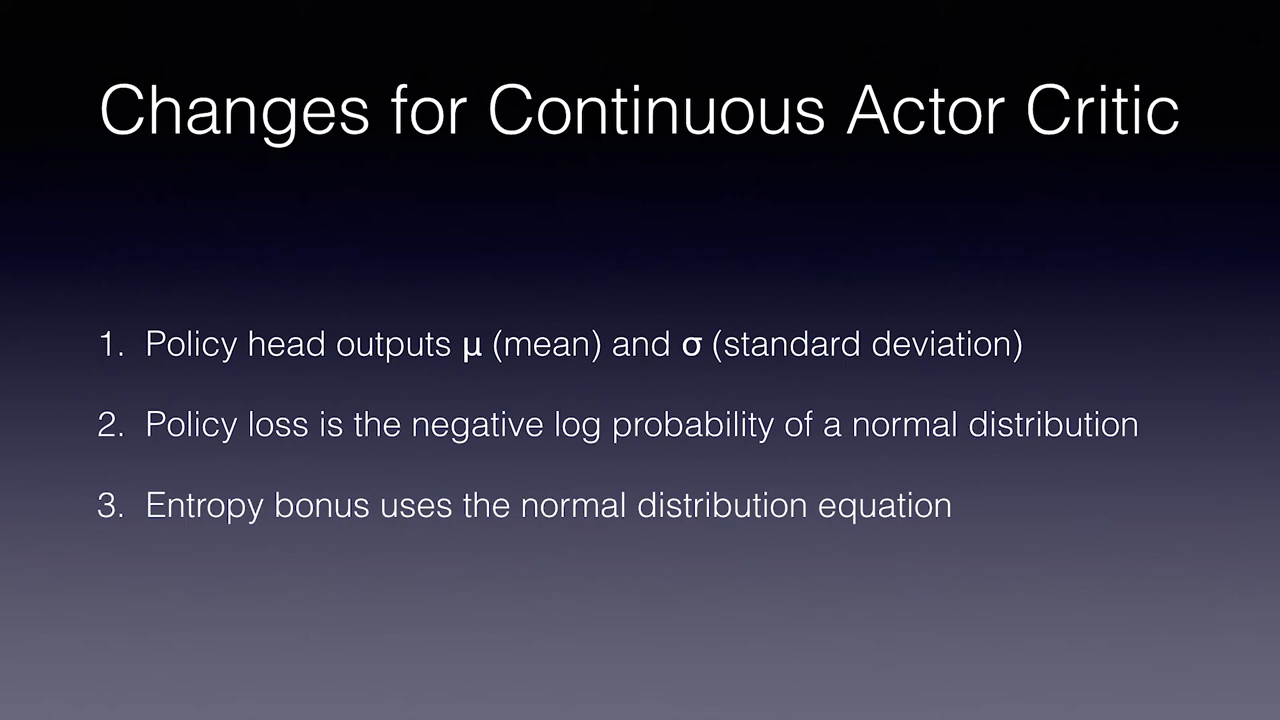 Changes for Continuous Actor Critic
1. Policy head outputs μ (mean) and σ (standard deviation)
2. Policy loss is the negative log probability of a normal distribution
3. Entropy bonus uses the normal distribution equation